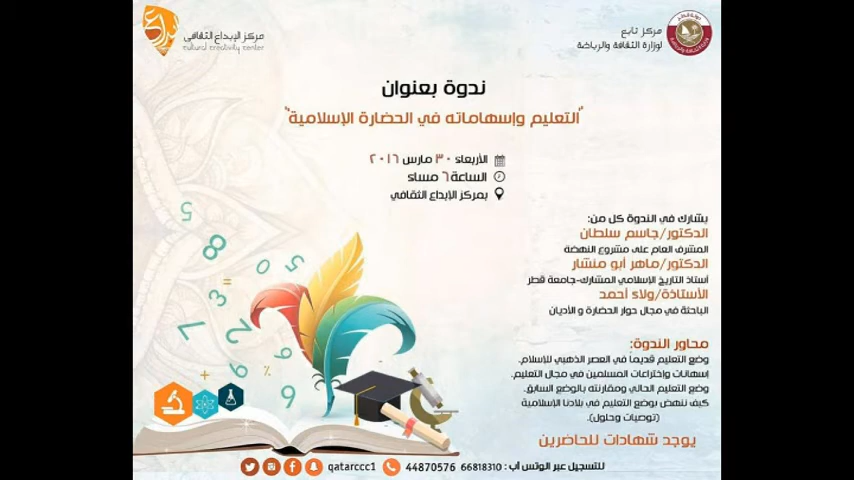 مركز الإبداع الثقافي
cultural creativity center
مركز تابع
لوزارة الثقافة والرياضة
ندوة بعنوان
"التعليم وإسهاماته في الحضارة الإسلامية"
الأربعاء ٣٠ مارس ٢٠١٦
الساعة ٦ مساء
بمركز الإبداع الثقافي
يشارك في الندوة كل من:
الدكتور/جاسم سلطان
المشرف العام على مشروع النهضة
الدكتور/ماهر أبو منشار
أستاذ التاريخ الإسلامي المشارك-جامعة قطر
الأستاذة/ولاء أحمد
الباحثة في مجال حوار الحضارة و الأديان
محاور الندوة:
وضع التعليم قديماً في العصر الذهبي للإسلام.
إسهانات وإختراعات المسلمين في مجال التعليم.
وضع التعليم الحالي ومقارنته بالوضع السابق.
كيف ننهض بوضع التعليم في بلادنا الإسلامية
(توصيات وحلول).
يوجد شهادات للحاضرين
للتسجيل عبر الوتس آب : 66818310 44870576
qatarccc1